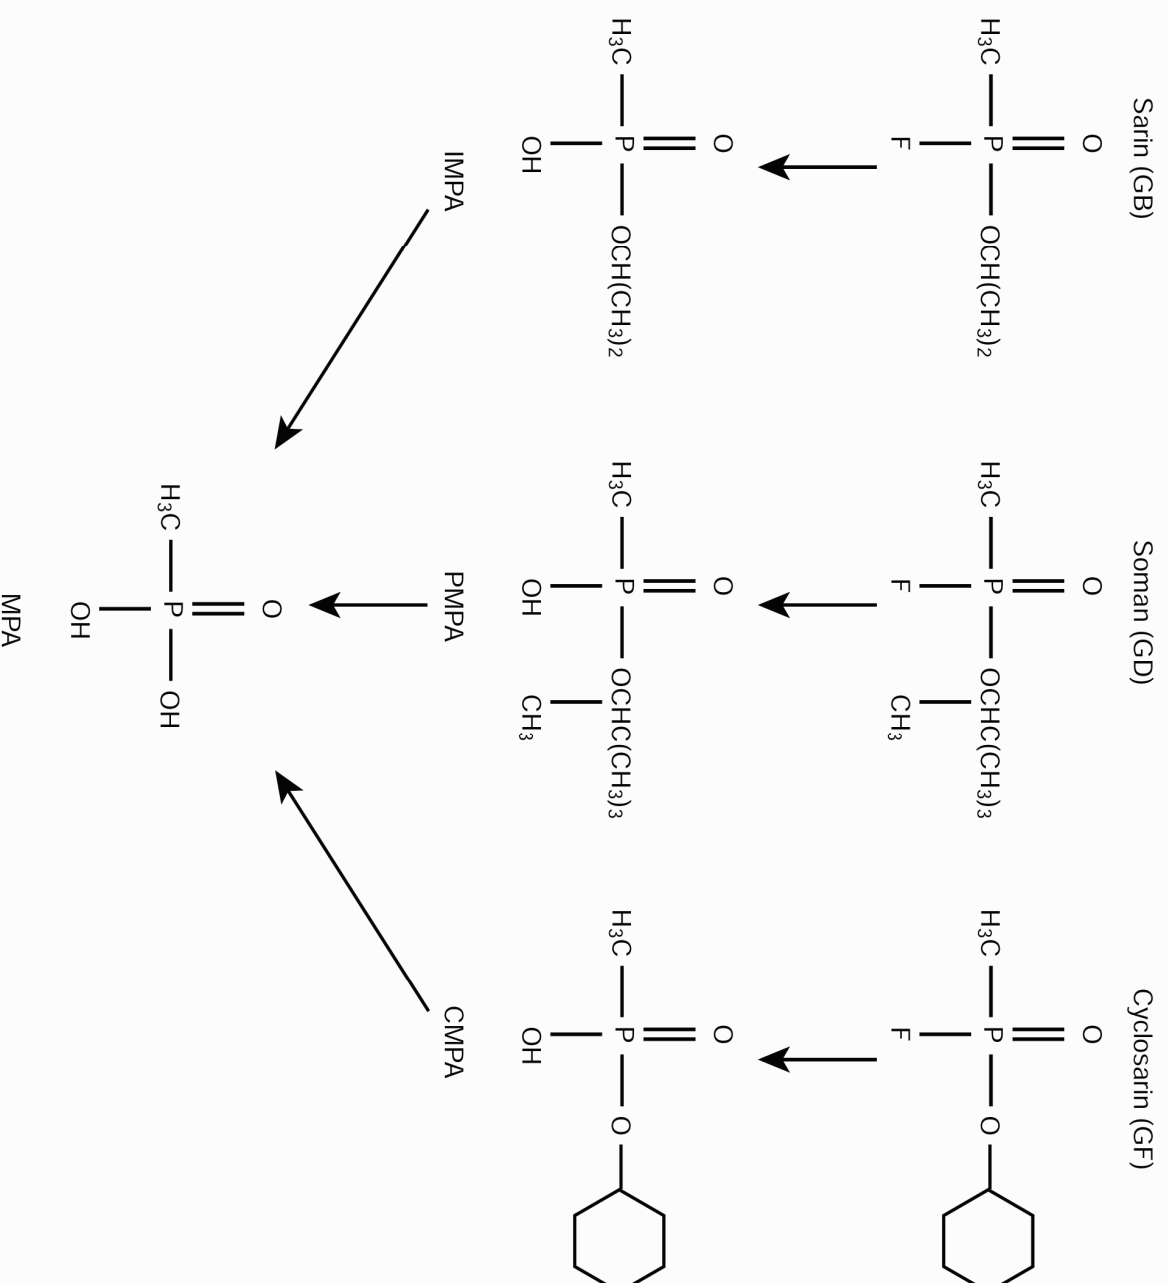 Sarin (GB)
Soman (GD)
Cyclosarin (GF)
O
O
O
H₃C P OCH(CH₃)₂
H₃C P OCHC(CH₃)₃
H₃C P O
F
F CH₃
F
O
O
O
H₃C P OCH(CH₃)₂
H₃C P OCHC(CH₃)₃
H₃C P O
OH
OH CH₃
OH
IMPA
PMPA
CMPA
O
H₃C P OH
OH
MPA